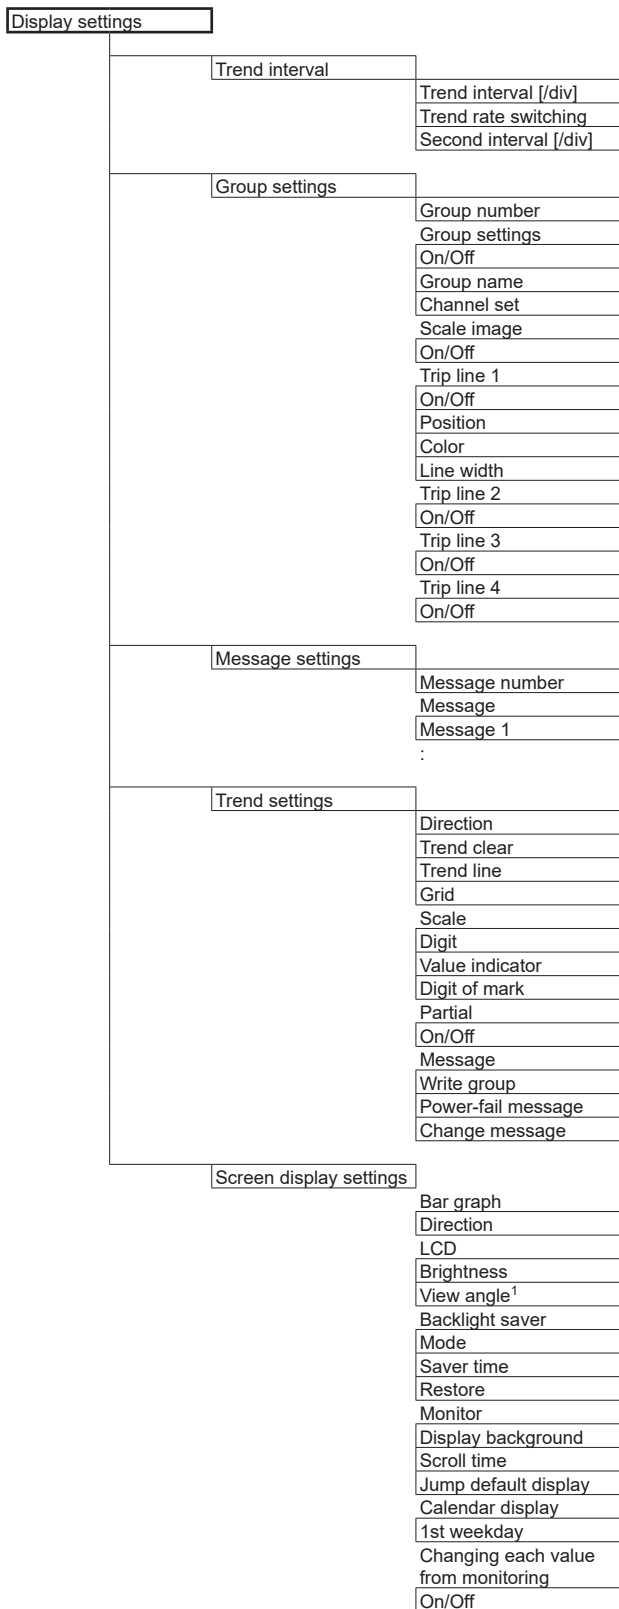 Display settings
Trend interval
Trend interval [/div]
Trend rate switching
Second interval [/div]
Group settings
Group number
Group settings
On/Off
Group name
Channel set
Scale image
On/Off
Trip line 1
On/Off
Position
Color
Line width
Trip line 2
On/Off
Trip line 3
On/Off
Trip line 4
On/Off
Message settings
Message number
Message
Message 1
:
Trend settings
Direction
Trend clear
Trend line
Grid
Scale
Digit
Value indicator
Digit of mark
Partial
On/Off
Message
Write group
Power-fail message
Change message
Screen display settings
Bar graph
Direction
LCD
Brightness
View angle1
Backlight saver
Mode
Saver time
Restore
Monitor
Display background
Scroll time
Jump default display
Calendar display
1st weekday
Changing each value
from monitoring
On/Off